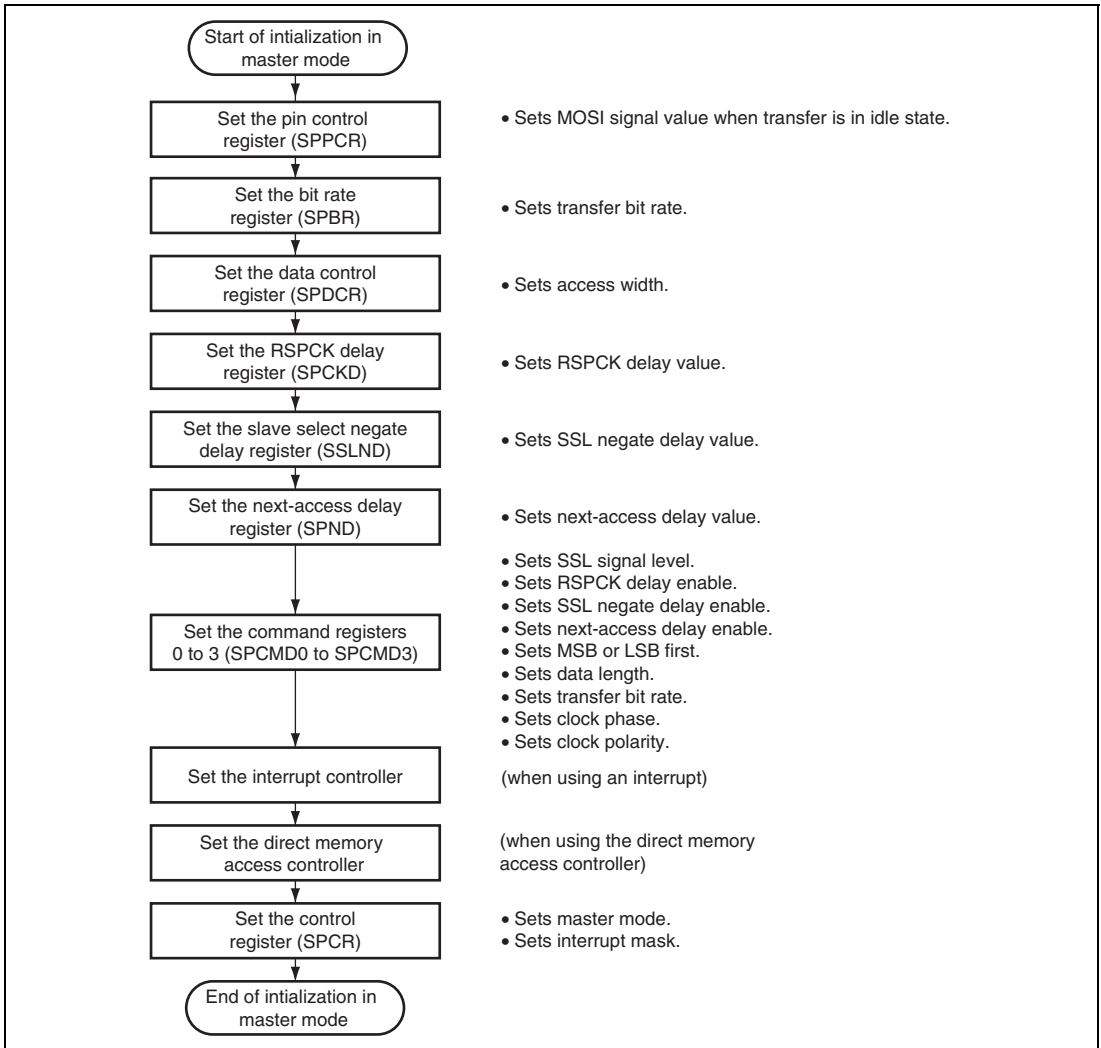 Start of intialization in
master mode
Set the pin control
register (SPPCR)
• Sets MOSI signal value when transfer is in idle state.
Set the bit rate
register (SPBR)
• Sets transfer bit rate.
Set the data control
register (SPDCR)
• Sets access width.
Set the RSPCK delay
register (SPCKD)
• Sets RSPCK delay value.
Set the slave select negate
delay register (SSLND)
• Sets SSL negate delay value.
Set the next-access delay
register (SPND)
• Sets next-access delay value.
Set the command registers
0 to 3 (SPCMD0 to SPCMD3)
• Sets SSL signal level.
• Sets RSPCK delay enable.
• Sets SSL negate delay enable.
• Sets next-access delay enable.
• Sets MSB or LSB first.
• Sets data length.
• Sets transfer bit rate.
• Sets clock phase.
• Sets clock polarity.
Set the interrupt controller
(when using an interrupt)
Set the direct memory
access controller
(when using the direct memory
access controller)
Set the control
register (SPCR)
• Sets master mode.
• Sets interrupt mask.
End of intialization in
master mode